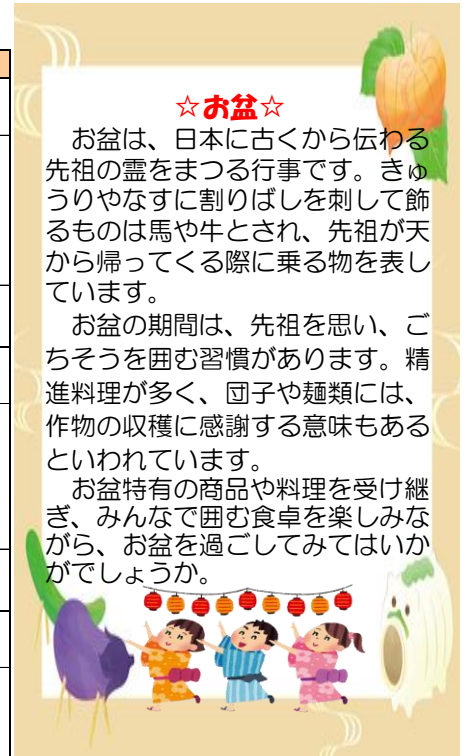 ☆お盆☆
　お盆は、日本に古くから伝わる
先祖の霊をまつる行事です。きゅ
うりやなすに割りばしを刺して飾
るものは馬や牛とされ、先祖が天
から帰ってくる際に乗る物を表し
ています。
　お盆の期間は、先祖を思い、ご
ちそうを囲む習慣があります。精
進料理が多く、団子や麺類には、
作物の収穫に感謝する意味もある
といわれています。
　お盆特有の商品や料理を受け継
ぎ、みんなで囲む食卓を楽しみな
がら、お盆を過ごしてみてはいか
がでしょうか。